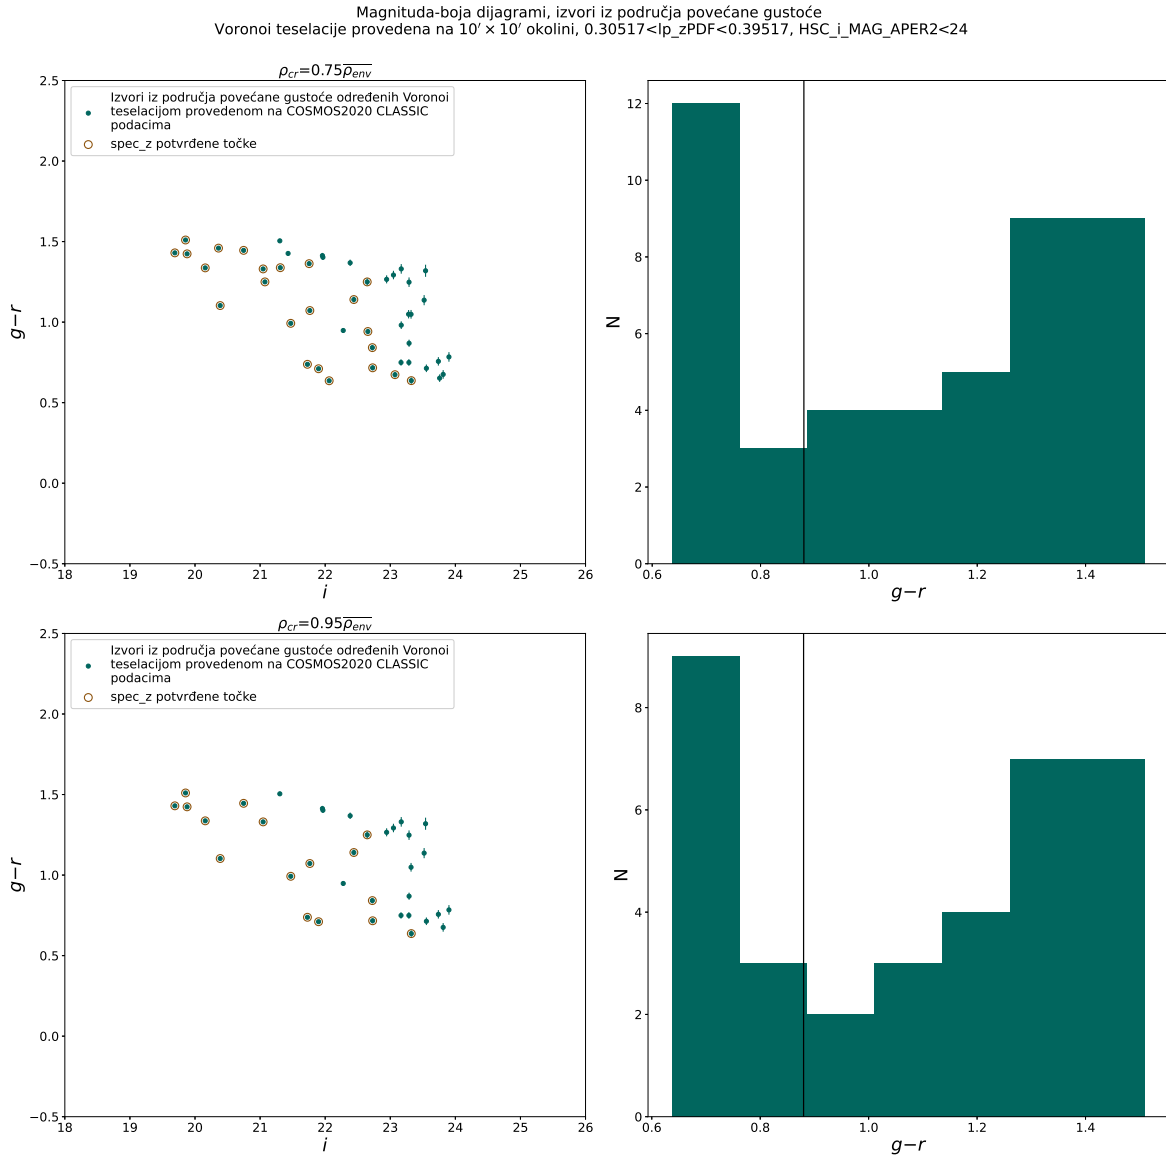 Magnituda-boja dijagrami, izvori iz područja povećane gustoće
Voronoi teselacije provedena na 10′ × 10′ okolini, 0.30517<lp_zPDF<0.39517, HSC_i_MAG_APER2<24
ρcr=0.75ρenv
2.5
2.0
1.5
1.0
0.5
0.0
−0.5
g−r
Izvori iz područja povećane gustoće određenih Voronoi
teselacijom provedenom na COSMOS2020 CLASSIC
podacima
spec_z potvrđene točke
18 19 20 21 22 23 24 25 26
i
12
10
8
6
4
2
0
N
0.6 0.8 1.0 1.2 1.4
g−r
ρcr=0.95ρenv
2.5
2.0
1.5
1.0
0.5
0.0
−0.5
g−r
Izvori iz područja povećane gustoće određenih Voronoi
teselacijom provedenom na COSMOS2020 CLASSIC
podacima
spec_z potvrđene točke
18 19 20 21 22 23 24 25 26
i
8
6
4
2
0
N
0.6 0.8 1.0 1.2 1.4
g−r